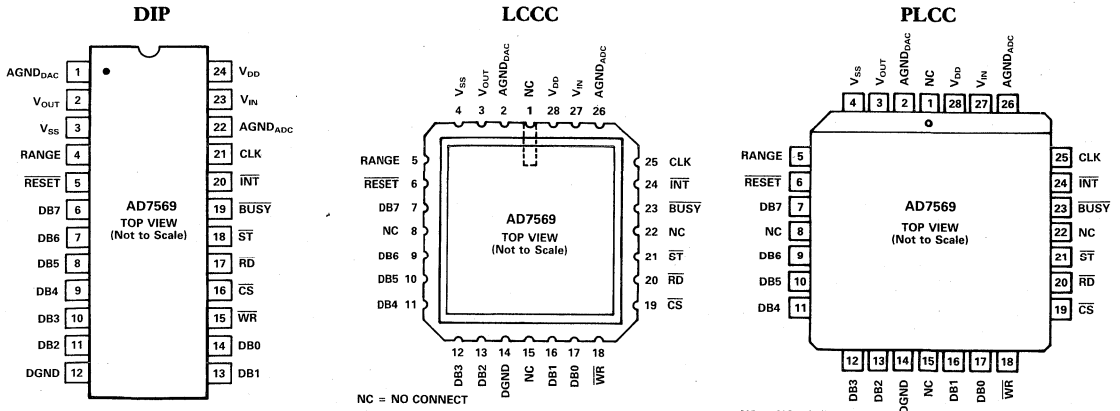 DIP
AGNDDAC 1
VOUT 2
VSS 3
RANGE 4
RESET 5
DB7 6
DB6 7
DB5 8
DB4 9
DB3 10
DB2 11
DGND 12
AD7569
TOP VIEW
(Not to Scale)
24 VDD
23 VIN
22 AGNDADC
21 CLK
20 INT
19 BUSY
18 ST
17 RD
16 CS
15 WR
14 DB0
13 DB1
LCCC
VSS VOUT AGNDDAC NC VDD VIN AGNDADC
4 3 2 1 28 27 26
RANGE 5
RESET 6
DB7 7
NC 8
DB6 9
DB5 10
DB4 11
AD7569
TOP VIEW
(Not to Scale)
25 CLK
24 INT
23 BUSY
22 NC
21 ST
20 RD
19 CS
12 13 14 15 16 17 18
DB3 DB2 DGND NC DB1 DB0 WR
NC = NO CONNECT
PLCC
VSS VOUT AGNDDAC NC VDD VIN AGNDADC
4 3 2 1 28 27 26
RANGE 5
RESET 6
DB7 7
NC 8
DB6 9
DB5 10
DB4 11
AD7569
TOP VIEW
(Not to Scale)
25 CLK
24 INT
23 BUSY
22 NC
21 ST
20 RD
19 CS
12 13 14 15 16 17 18
DB3 DB2 DGND NC DB1 DB0 WR